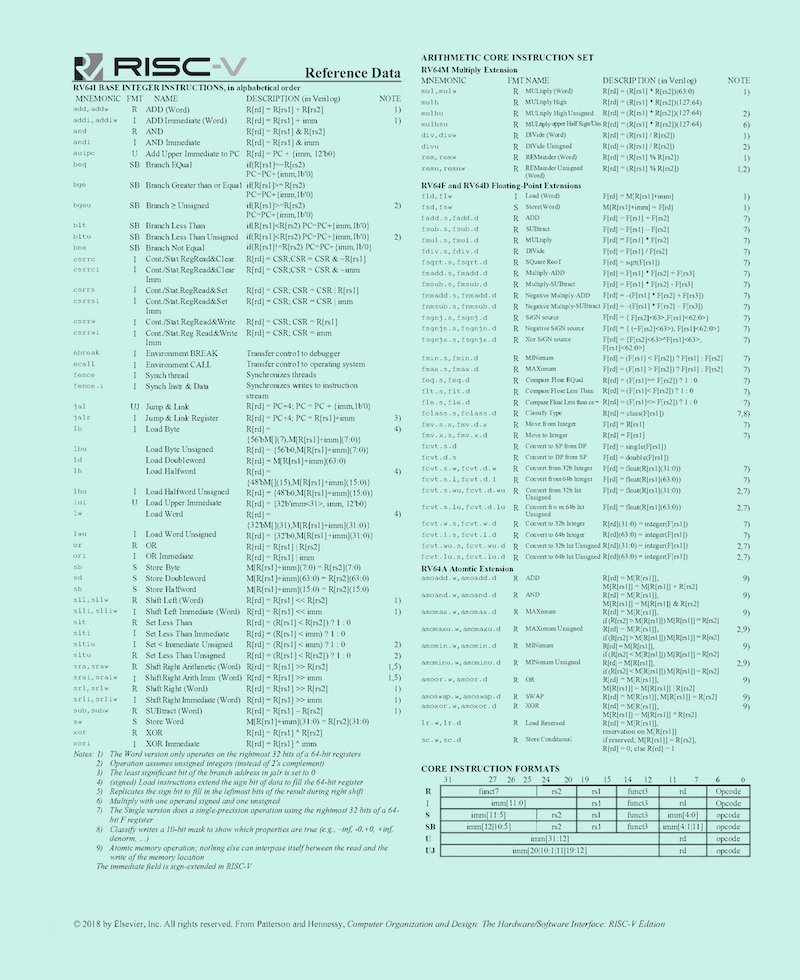 RISC-V
Reference Data
RV64I BASE INTEGER INSTRUCTIONS, in alphabetical order
MNEMONIC FMT NAME DESCRIPTION (in Verilog) NOTE
add,addw R ADD (Word) R[rd] = R[rs1] + R[rs2] 1)
addi,addiw I ADD Immediate (Word) R[rd] = R[rs1] + imm 1)
and R AND R[rd] = R[rs1] & R[rs2]
andi I AND Immediate R[rd] = R[rs1] & imm
auipc U Add Upper Immediate to PC R[rd] = PC + {imm, 12'b0}
beq SB Branch EQual if(R[rs1]==R[rs2)
PC=PC+{imm,1b'0}
bge SB Branch Greater than or Equal if(R[rs1]>=R[rs2)
PC=PC+{imm,1b'0}
bgeu SB Branch ≥ Unsigned if(R[rs1]>=R[rs2) 2)
PC=PC+{imm,1b'0}
blt SB Branch Less Than if(R[rs1]<R[rs2) PC=PC+{imm,1b'0}
bltu SB Branch Less Than Unsigned if(R[rs1]<R[rs2) PC=PC+{imm,1b'0} 2)
bne SB Branch Not Equal if(R[rs1]!=R[rs2) PC=PC+{imm,1b'0}
csrrc I Cont./Stat.RegRead&Clear R[rd] = CSR;CSR = CSR & ~R[rs1]
csrrci I Cont./Stat.RegRead&Clear R[rd] = CSR;CSR = CSR & ~imm
Imm
csrrs I Cont./Stat.RegRead&Set R[rd] = CSR; CSR = CSR | R[rs1]
csrrsi I Cont./Stat.RegRead&Set R[rd] = CSR; CSR = CSR | imm
Imm
csrrw I Cont./Stat.RegRead&Write R[rd] = CSR; CSR = R[rs1]
csrrwi I Cont./Stat.Reg Read&Write R[rd] = CSR; CSR = imm
Imm
ebreak I Environment BREAK Transfer control to debugger
ecall I Environment CALL Transfer control to operating system
fence I Synch thread Synchronizes threads
fence.i I Synch Instr & Data Synchronizes writes to instruction
stream
jal UJ Jump & Link R[rd] = PC+4; PC = PC + {imm,1b'0}
jalr I Jump & Link Register R[rd] = PC+4; PC = R[rs1]+imm 3)
lb I Load Byte R[rd] = 4)
{56'bM[](7),M[R[rs1]+imm](7:0)}
lbu Load Byte Unsigned R[rd] = {56'b0,M[R[rs1]+imm](7:0)}
ld Load Doubleword R[rd] = M[R[rs1]+imm](63:0)
lh Load Halfword R[rd] = 4)
{48'bM[](15),M[R[rs1]+imm](15:0)}
lhu I Load Halfword Unsigned R[rd] = {48'b0,M[R[rs1]+imm](15:0)}
lui U Load Upper Immediate R[rd] = {32b'imm<31>, imm, 12'b0}
lw Load Word R[rd] = 4)
{32'bM[](31),M[R[rs1]+imm](31:0)}
lwu I Load Word Unsigned R[rd] = {32'b0,M[R[rs1]+imm](31:0)}
or R OR R[rd] = R[rs1] | R[rs2]
ori I OR Immediate R[rd] = R[rs1] | imm
sb S Store Byte M[R[rs1]+imm](7:0) = R[rs2](7:0)
sd S Store Doubleword M[R[rs1]+imm](63:0) = R[rs2](63:0)
sh S Store Halfword M[R[rs1]+imm](15:0) = R[rs2](15:0)
sll,sllw R Shift Left (Word) R[rd] = R[rs1] << R[rs2] 1)
slli,slliw I Shift Left Immediate (Word) R[rd] = R[rs1] << imm 1)
slt R Set Less Than R[rd] = (R[rs1] < R[rs2]) ? 1 : 0
slti I Set Less Than Immediate R[rd] = (R[rs1] < imm) ? 1 : 0
sltiu I Set < Immediate Unsigned R[rd] = (R[rs1] < imm) ? 1 : 0 2)
sltu R Set Less Than Unsigned R[rd] = (R[rs1] < R[rs2]) ? 1 : 0 2)
sra,sraw R Shift Right Arithmetic (Word) R[rd] = R[rs1] >> R[rs2] 1,5)
srai,sraiw I Shift Right Arith Imm (Word) R[rd] = R[rs1] >> imm 1,5)
srl,srlw R Shift Right (Word) R[rd] = R[rs1] >> R[rs2] 1)
srli,srliw I Shift Right Immediate (Word) R[rd] = R[rs1] >> imm 1)
sub,subw R SUBtract (Word) R[rd] = R[rs1] – R[rs2] 1)
sw S Store Word M[R[rs1]+imm](31:0) = R[rs2](31:0)
xor R XOR R[rd] = R[rs1] ^ R[rs2]
xori I XOR Immediate R[rd] = R[rs1] ^ imm
Notes: 1) The Word version only operates on the rightmost 32 bits of a 64-bit registers
2) Operation assumes unsigned integers (instead of 2's complement)
3) The least significant bit of the branch address in jalr is set to 0
4) (signed) Load instructions extend the sign bit of data to fill the 64-bit register
5) Replicates the sign bit to fill in the leftmost bits of the result during right shift
6) Multiply with one operand signed and one unsigned
7) The Single version does a single-precision operation using the rightmost 32 bits of a 64-
bit F register
8) Classify writes a 10-bit mask to show which properties are true (e.g., –inf, -0,+0, +inf,
denorm, ...)
9) Atomic memory operation; nothing else can interpose itself between the read and the
write of the memory location
The immediate field is sign-extended in RISC-V
ARITHMETIC CORE INSTRUCTION SET
RV64M Multiply Extension
MNEMONIC FMT NAME DESCRIPTION (in Verilog) NOTE
mul,mulw R MULtiply (Word) R[rd] = (R[rs1] * R[rs2])(63:0) 1)
mulh R MULtiply High R[rd] = (R[rs1] * R[rs2])(127:64)
mulhu R MULtiply High Unsigned R[rd] = (R[rs1] * R[rs2])(127:64) 2)
mulhsu R MULtiply upper Half Sign/Uns R[rd] = (R[rs1] * R[rs2])(127:64) 6)
div,divw R DIVide (Word) R[rd] = (R[rs1] / R[rs2]) 1)
divu R DIVide Unsigned R[rd] = (R[rs1] / R[rs2]) 2)
rem,remw R REMainder (Word) R[rd] = (R[rs1] % R[rs2]) 1)
remu,remuw R REMainder Unsigned R[rd] = (R[rs1] % R[rs2]) 1,2)
(Word)
RV64F and RV64D Floating-Point Extensions
fld,flw I Load (Word) F[rd] = M[R[rs1]+imm] 1)
fsd,fsw S Store(Word) M[R[rs1]+imm] = F[rd] 1)
fadd.s,fadd.d R ADD F[rd] = F[rs1] + F[rs2] 7)
fsub.s,fsub.d R SUBtract F[rd] = F[rs1] – F[rs2] 7)
fmul.s,fmul.d R MULtiply F[rd] = F[rs1] * F[rs2] 7)
fdiv.s,fdiv.d R DIVide F[rd] = F[rs1] / F[rs2] 7)
fsqrt.s,fsqrt.d R SQuare RooT F[rd] = sqrt(F[rs1]) 7)
fmadd.s,fmadd.d R Multiply-ADD F[rd] = F[rs1] * F[rs2] + F[rs3] 7)
fmsub.s,fmsub.d R Multiply-SUBtract F[rd] = F[rs1] * F[rs2] - F[rs3] 7)
fnmadd.s,fnmadd.d R Negative Multiply-ADD F[rd] = –(F[rs1] * F[rs2] + F[rs3]) 7)
fnmsub.s,fnmsub.d R Negative Multiply-SUBtract F[rd] = –(F[rs1] * F[rs2] – F[rs3]) 7)
fsgnj.s,fsgnj.d R SiGN source F[rd] = { F[rs2]<63>,F[rs1]<62:0>} 7)
fsgnjn.s,fsgnjn.d R Negative SiGN source F[rd] = { (~F[rs2]<63>), F[rs1]<62:0>} 7)
fsgnjx.s,fsgnjx.d R Xor SiGN source F[rd] = {F[rs2]<63>^F[rs1]<63>, 7)
F[rs1]<62:0>}
fmin.s,fmin.d R MINimum F[rd] = (F[rs1] < F[rs2]) ? F[rs1] : F[rs2] 7)
fmax.s,fmax.d R MAXimum F[rd] = (F[rs1] > F[rs2]) ? F[rs1] : F[rs2] 7)
feq.s,feq.d R Compare Float EQual R[rd] = (F[rs1]== F[rs2]) ? 1 : 0 7)
flt.s,flt.d R Compare Float Less Than R[rd] = (F[rs1]< F[rs2]) ? 1 : 0 7)
fle.s,fle.d R Compare Float Less than or = R[rd] = (F[rs1]<= F[rs2]) ? 1 : 0 7)
fclass.s,fclass.d R Classify Type R[rd] = class(F[rs1]) 7,8)
fmv.s.x,fmv.d.x R Move from Integer F[rd] = R[rs1] 7)
fmv.x.s,fmv.x.d R Move to Integer R[rd] = F[rs1] 7)
fcvt.s.d R Convert to SP from DP F[rd] = single(F[rs1])
fcvt.d.s R Convert to DP from SP F[rd] = double(F[rs1])
fcvt.s.w,fcvt.d.w R Convert from 32b Integer F[rd] = float(R[rs1](31:0)) 7)
fcvt.s.l,fcvt.d.l R Convert from 64b Integer F[rd] = float(R[rs1](63:0)) 7)
fcvt.s.wu,fcvt.d.wu R Convert from 32b Int F[rd] = float(R[rs1](31:0)) 2,7)
Unsigned
fcvt.s.lu,fcvt.d.lu R Convert from 64b Int F[rd] = float(R[rs1](63:0)) 2,7)
Unsigned
fcvt.w.s,fcvt.w.d R Convert to 32b Integer R[rd](31:0) = integer(F[rs1]) 7)
fcvt.l.s,fcvt.l.d R Convert to 64b Integer R[rd](63:0) = integer(F[rs1]) 7)
fcvt.wu.s,fcvt.wu.d R Convert to 32b Int Unsigned R[rd](31:0) = integer(F[rs1]) 2,7)
fcvt.lu.s,fcvt.lu.d R Convert to 64b Int Unsigned R[rd](63:0) = integer(F[rs1]) 2,7)
RV64A Atomtic Extension
amoadd.w,amoadd.d R ADD R[rd] = M[R[rs1]], 9)
M[R[rs1]] = M[R[rs1]] + R[rs2]
amoand.w,amoand.d R AND R[rd] = M[R[rs1]], 9)
M[R[rs1]] = M[R[rs1]] & R[rs2]
amomax.w,amomax.d R MAXimum R[rd] = M[R[rs1]], 9)
if (R[rs2] > M[R[rs1]]) M[R[rs1]] = R[rs2]
amomaxu.w,amomaxu.d R MAXimum Unsigned R[rd] = M[R[rs1]], 2,9)
if (R[rs2] > M[R[rs1]]) M[R[rs1]] = R[rs2]
amomin.w,amomin.d R MINimum R[rd] = M[R[rs1]], 9)
if (R[rs2] < M[R[rs1]]) M[R[rs1]] = R[rs2]
amominu.w,amominu.d R MINimum Unsigned R[rd] = M[R[rs1]], 2,9)
if (R[rs2] < M[R[rs1]]) M[R[rs1]] = R[rs2]
amoor.w,amoor.d R OR R[rd] = M[R[rs1]], 9)
M[R[rs1]] = M[R[rs1]] | R[rs2]
amoswap.w,amoswap.d R SWAP R[rd] = M[R[rs1]], M[R[rs1]] = R[rs2] 9)
amoxor.w,amoxor.d R XOR R[rd] = M[R[rs1]], 9)
M[R[rs1]] = M[R[rs1]] ^ R[rs2]
lr.w,lr.d R Load Reserved R[rd] = M[R[rs1]],
reservation on M[R[rs1]]
sc.w,sc.d R Store Conditional if reserved, M[R[rs1]] = R[rs2],
R[rd] = 0; else R[rd] = 1
CORE INSTRUCTION FORMATS
31 27 26 25 24 20 19 15 14 12 11 7 6 0
R funct7 rs2 rs1 funct3 rd Opcode
I imm[11:0] rs1 funct3 rd Opcode
S imm[11:5] rs2 rs1 funct3 imm[4:0] opcode
SB imm[12|10:5] rs2 rs1 funct3 imm[4:1|11] opcode
U imm[31:12] rd opcode
UJ imm[20|10:1|11|19:12] rd opcode
© 2018 by Elsevier, Inc. All rights reserved. From Patterson and Hennessy, Computer Organization and Design: The Hardware/Software Interface: RISC-V Edition